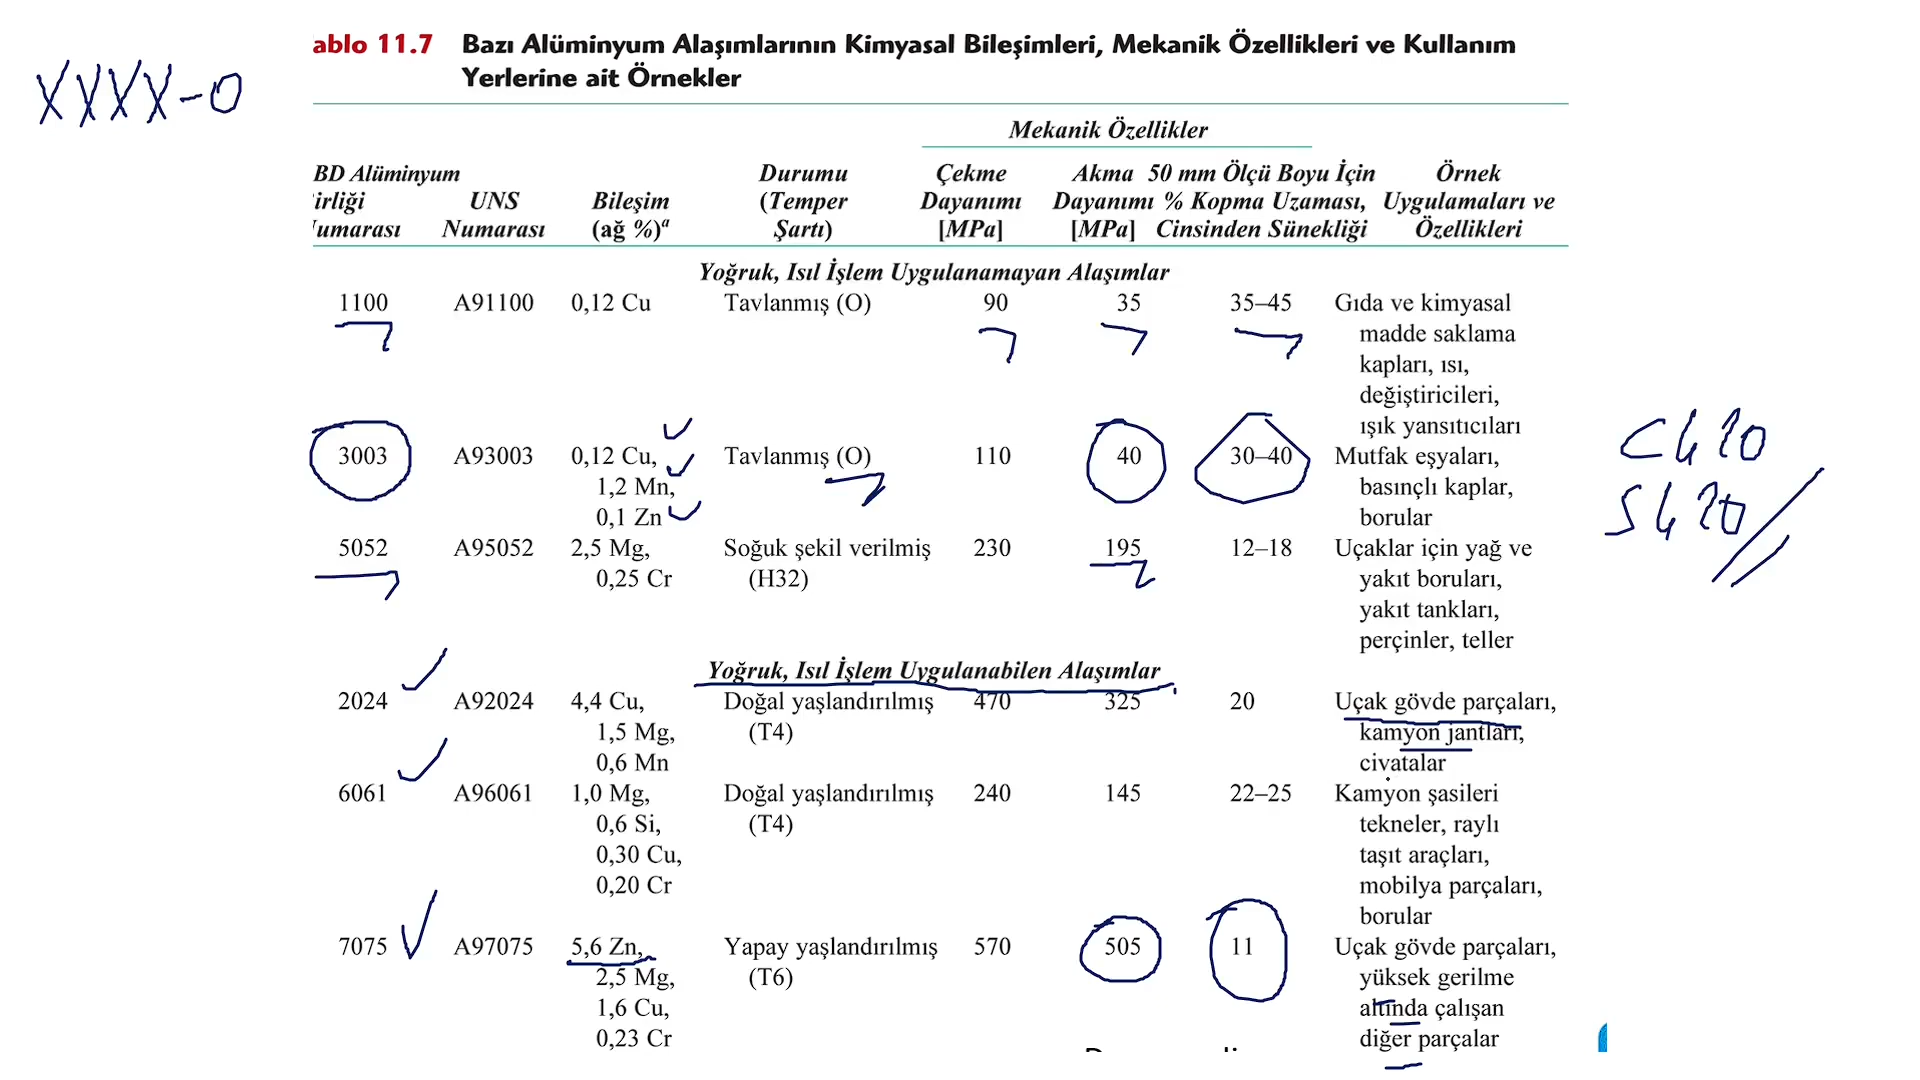 ablo 11.7 Bazı Alüminyum Alaşımlarının Kimyasal Bileşimleri, Mekanik Özellikleri ve Kullanım
Yerlerine ait Örnekler
XXXX-O
Mekanik Özellikler
BD Alüminyum Durumu Çekme Akma 50 mm Ölçü Boyu İçin Örnek
irliği UNS Bileşim (Temper Dayanımı Dayanımı % Kopma Uzaması, Uygulamaları ve
umarası Numarası (ağ %)a Şartı) [MPa] [MPa] Cinsinden Sünekliği Özellikleri
Yoğruk, Isıl İşlem Uygulanamayan Alaşımlar
1100 A91100 0,12 Cu Tavlanmış (O) 90 35 35–45 Gıda ve kimyasal
madde saklama
kapları, ısı,
değiştiricileri,
ışık yansıtıcıları
3003 A93003 0,12 Cu, Tavlanmış (O) 110 40 30–40 Mutfak eşyaları,
1,2 Mn, basınçlı kaplar,
0,1 Zn borular
5052 A95052 2,5 Mg, Soğuk şekil verilmiş 230 195 12–18 Uçaklar için yağ ve
0,25 Cr (H32) yakıt boruları,
yakıt tankları,
perçinler, teller
Yoğruk, Isıl İşlem Uygulanabilen Alaşımlar
2024 A92024 4,4 Cu, Doğal yaşlandırılmış 470 325 20 Uçak gövde parçaları,
1,5 Mg, (T4) kamyon jantları,
0,6 Mn civatalar
6061 A96061 1,0 Mg, Doğal yaşlandırılmış 240 145 22–25 Kamyon şasileri
0,6 Si, (T4) tekneler, raylı
0,30 Cu, taşıt araçları,
0,20 Cr mobilya parçaları,
borular
7075 A97075 5,6 Zn, Yapay yaşlandırılmış 570 505 11 Uçak gövde parçaları,
2,5 Mg, (T6) yüksek gerilme
1,6 Cu, altında çalışan
0,23 Cr diğer parçalar